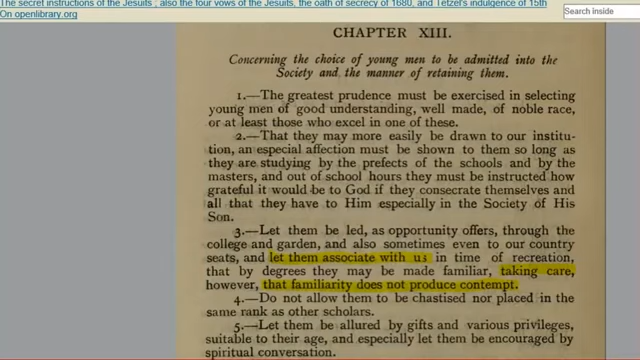 The secret instructions of the Jesuits ; also the four vows of the Jesuits, the oath of secrecy of 1680, and Tetzel's indulgence of 15th
On openlibrary.org
Search inside
CHAPTER XIII.
Concerning the choice of young men to be admitted into the
Society and the manner of retaining them.
1.—The greatest prudence must be exercised in selecting
young men of good understanding, well made, of noble race,
or at least those who excel in one of these.
2.—That they may more easily be drawn to our institu-
tion, an especial affection must be shown to them so long as
they are studying by the prefects of the schools and by the
masters, and out of school hours they must be instructed how
grateful it would be to God if they consecrate themselves and
all that they have to Him especially in the Society of His
Son.
3.—Let them be led, as opportunity offers, through the
college and garden, and also sometimes even to our country
seats, and let them associate with us in time of recreation,
that by degrees they may be made familiar, taking care,
however, that familiarity does not produce contempt.
4.—Do not allow them to be chastised nor placed in the
same rank as other scholars.
5.—Let them be allured by gifts and various privileges,
suitable to their age, and especially let them be encouraged by
spiritual conversation.